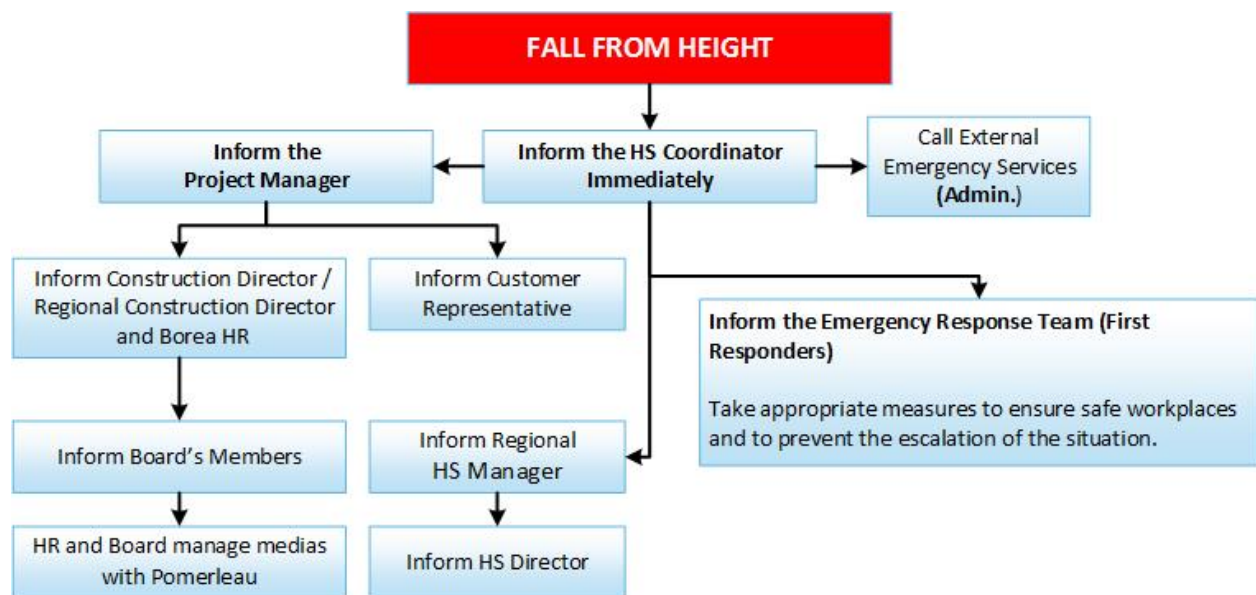 FALL FROM HEIGHT
Inform the
Project Manager
Inform the HS Coordinator
Immediately
Call External
Emergency Services
(Admin.)
Inform Construction Director /
Regional Construction Director
and Borea HR
Inform Customer
Representative
Inform the Emergency Response Team (First
Responders)
Take appropriate measures to ensure safe workplaces
and to prevent the escalation of the situation.
Inform Board's Members
Inform Regional
HS Manager
HR and Board manage medias
with Pomerleau
Inform HS Director